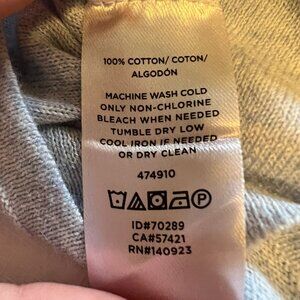 100% COTTON/ COTON/
ALGODÓN
MACHINE WASH COLD
ONLY NON-CHLORINE
BLEACH WHEN NEEDED
TUMBLE DRY LOW
COOL IRON IF NEEDED
OR DRY CLEAN
474910
P
ID#70289
CA#57421
RN#140923